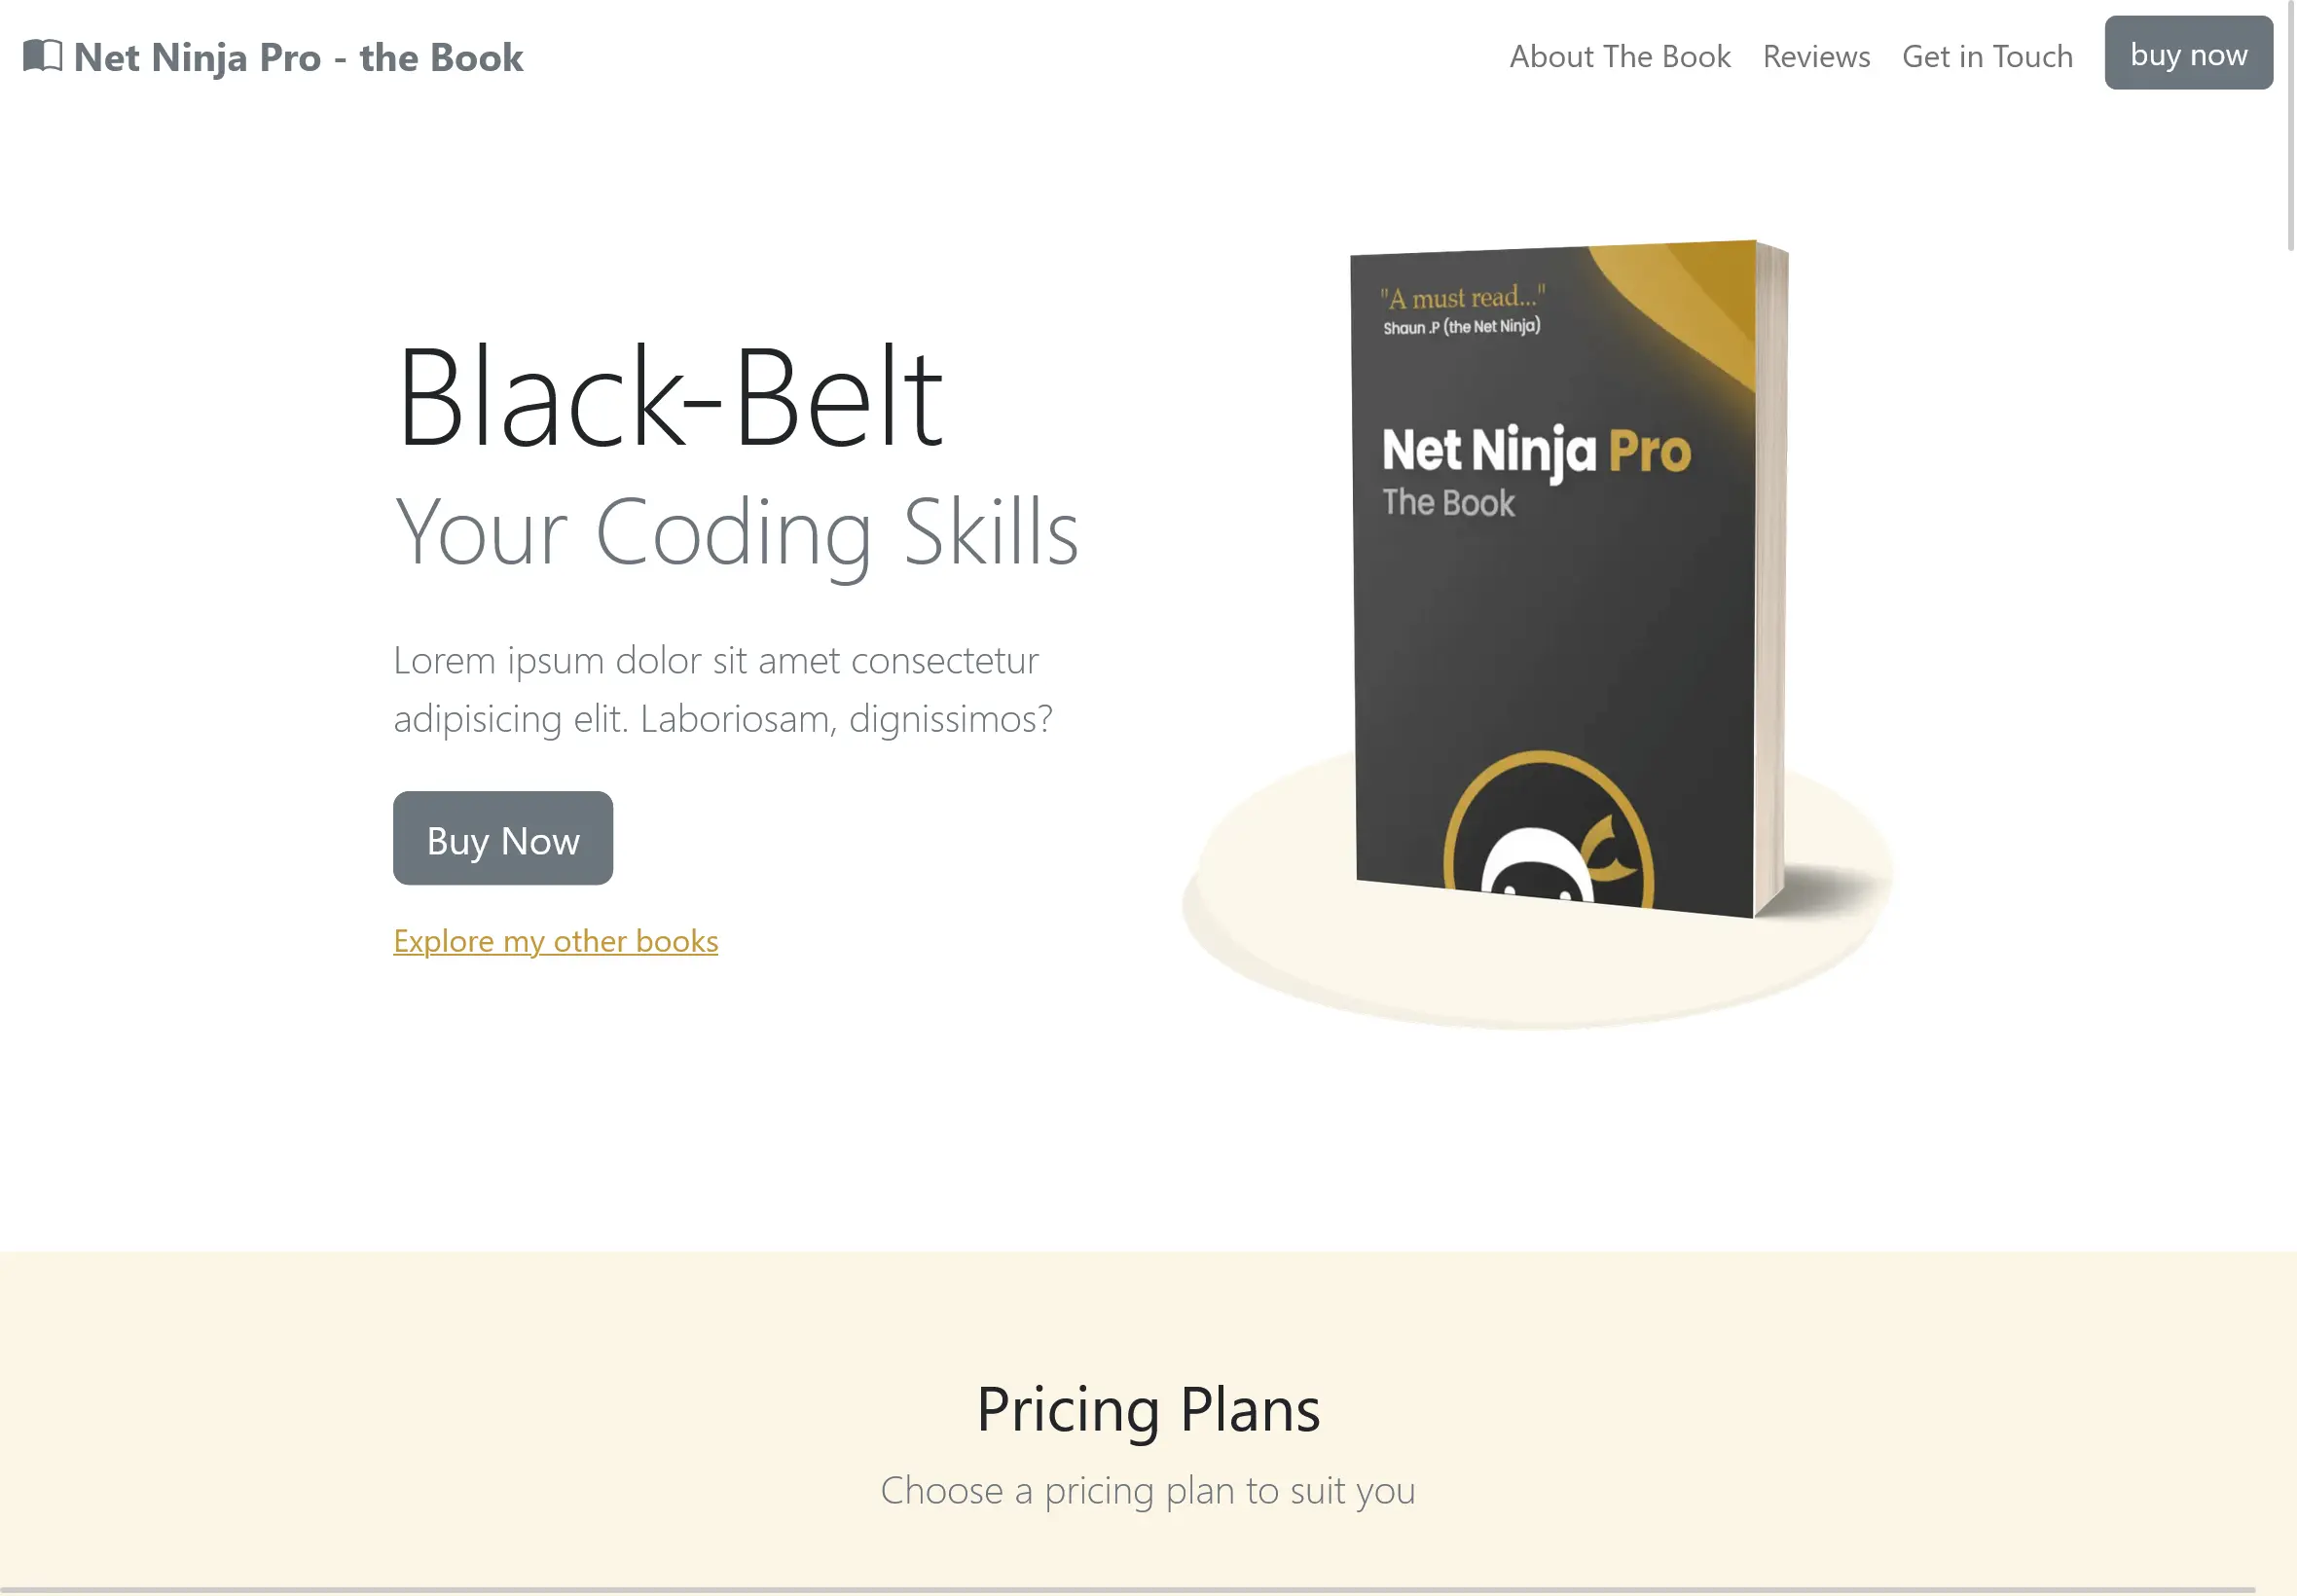 Net Ninja Pro - the Book
About The Book
Reviews
Get in Touch
buy now
Black-Belt
Your Coding Skills
Lorem ipsum dolor sit amet consectetur
adipisicing elit. Laboriosam, dignissimos?
Buy Now
Explore my other books
"A must read..."
Shaun .P (the Net Ninja)
Net Ninja Pro
The Book
Pricing Plans
Choose a pricing plan to suit you